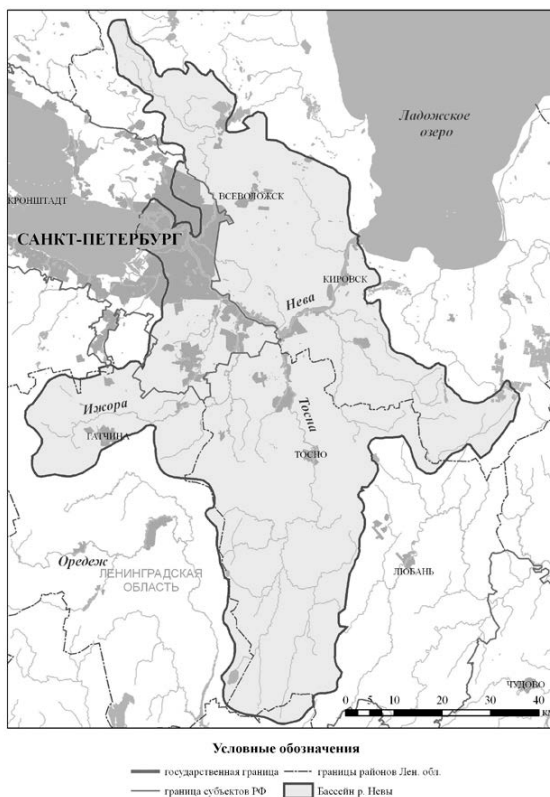 Ладожское
озеро
ВСЕВОЛОЖСК
КРОНШТАДТ
САНКТ-ПЕТЕРБУРГ
КИРОВСК
Нева
Ижора
Тосна
ГАТЧИНА
ТОСНО
Оредеж
ЛЕНИНГРАДСКАЯ
ОБЛАСТЬ
ЛЮБАНЬ
ЧУДОВО
0 5 10 20 30 40
Условные обозначения
государственная граница
границы районов Лен. обл.
граница субъектов РФ
Бассейн р. Невы